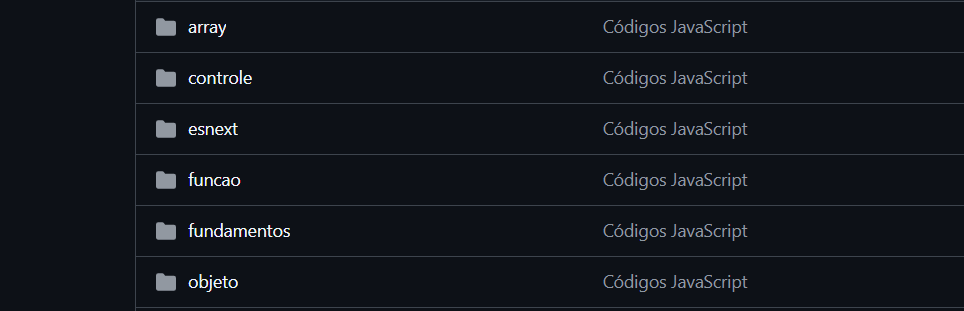 array Códigos JavaScript
controle Códigos JavaScript
esnext Códigos JavaScript
funcao Códigos JavaScript
fundamentos Códigos JavaScript
objeto Códigos JavaScript